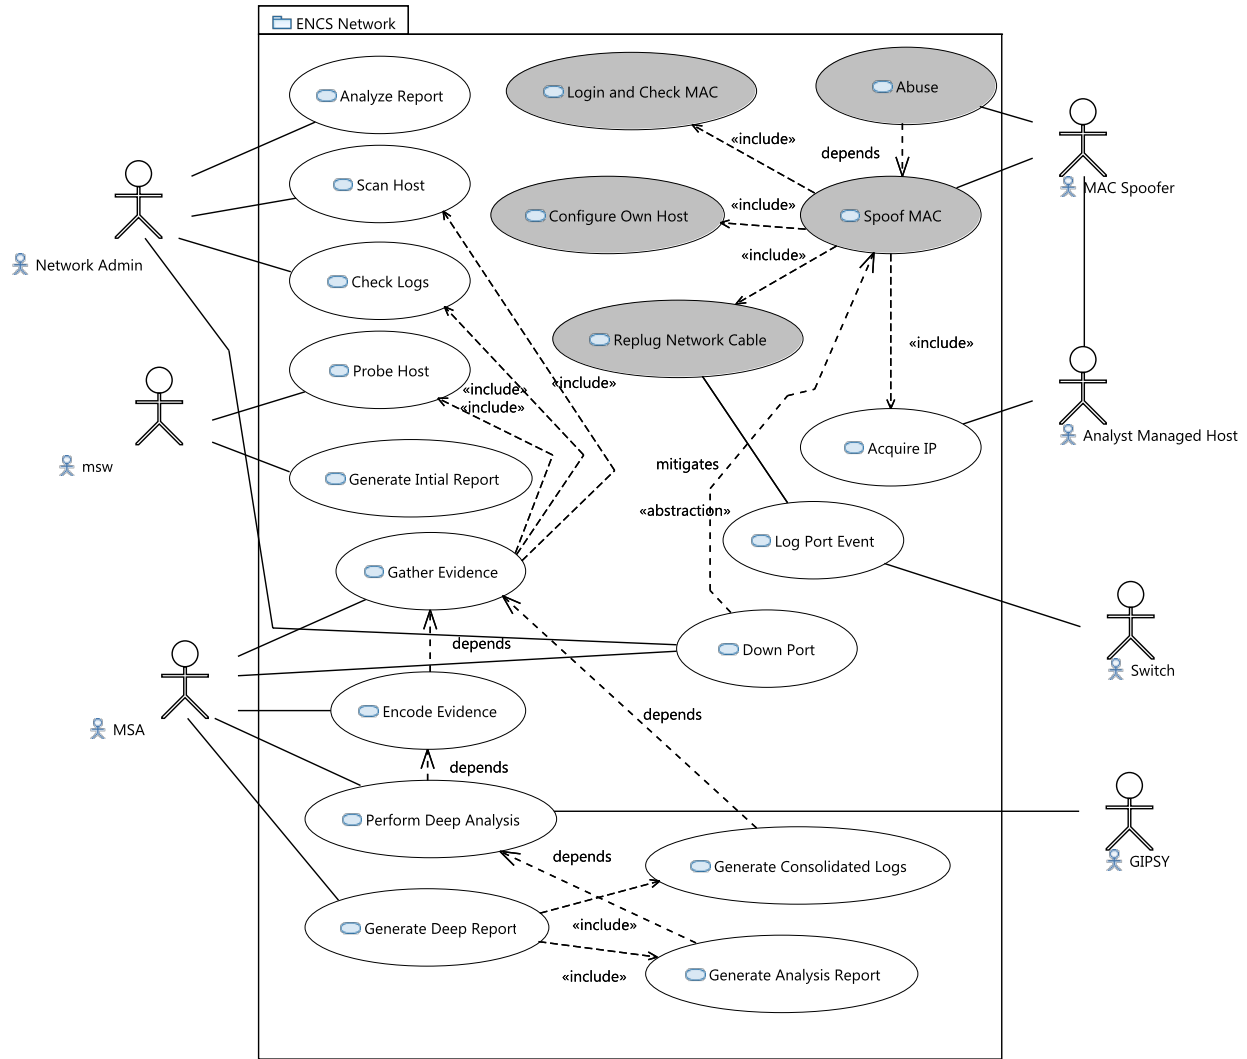 ENCS Network
Analyze Report
Login and Check MAC
Abuse
«include»
depends
Scan Host
MAC Spoofer
«include»
Configure Own Host
Spoof MAC
Network Admin
«include»
Check Logs
Replug Network Cable
«include»
Probe Host
«include»
«include»
«include»
Analyst Managed Host
Acquire IP
msw
mitigates
Generate Intial Report
«abstraction»
Log Port Event
Gather Evidence
depends
Down Port
Switch
Encode Evidence
depends
MSA
depends
Perform Deep Analysis
depends
Generate Consolidated Logs
GIPSY
Generate Deep Report
«include»
«include»
Generate Analysis Report